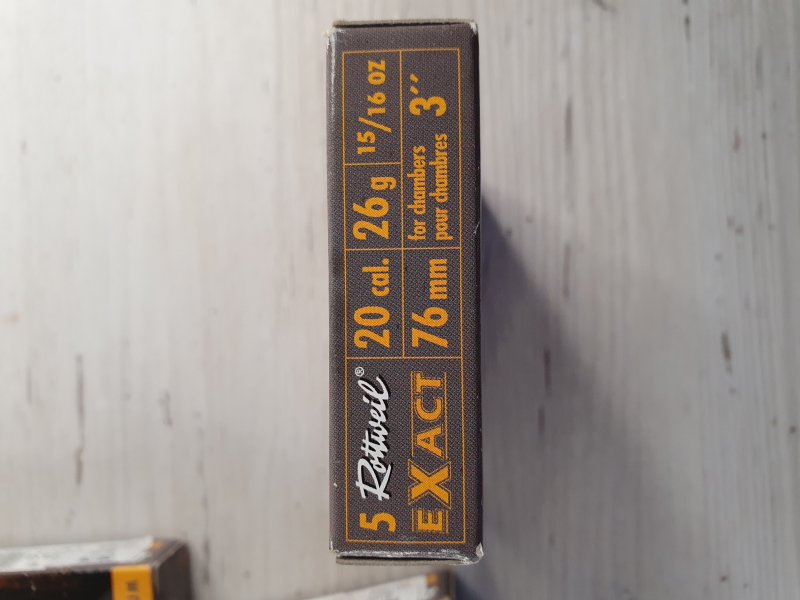 5 Rottweil®
EXACT
20 cal. 26 g 15/16 oz
76 mm for chambers
pour chambres 3´´